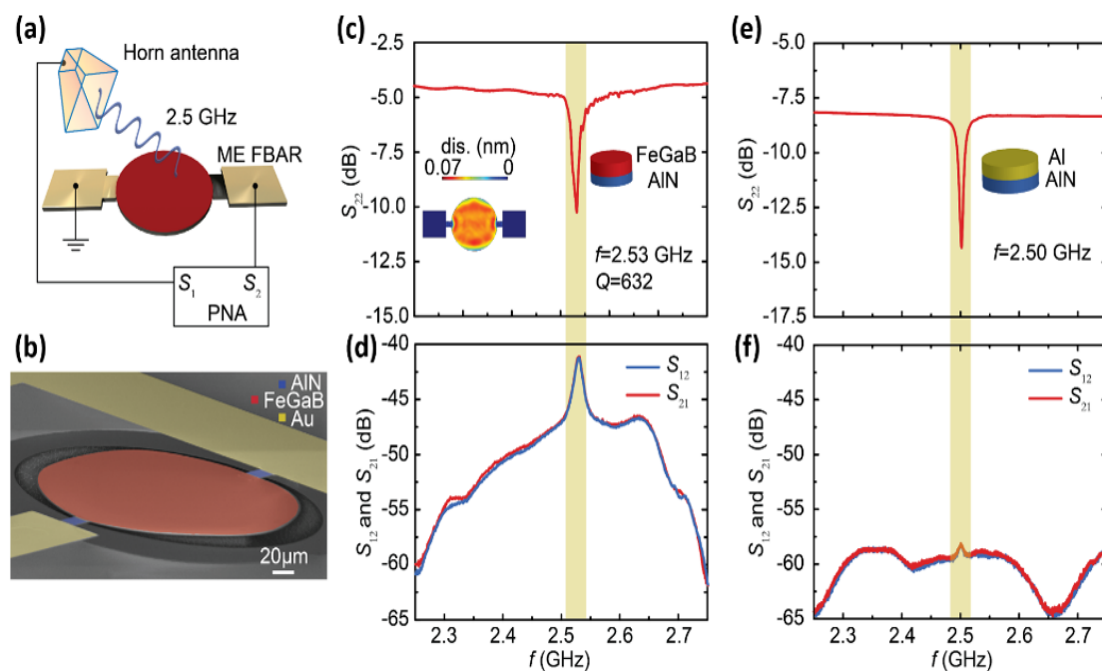 (a)
Horn antenna
2.5 GHz
ME FBAR
S1 S2
PNA
(b)
AlN
FeGaB
Au
20μm
(c)
-2.5
-5.0
-7.5
-10.0
-12.5
-15.0
S22 (dB)
dis. (nm)
0.07 0
FeGaB
AlN
f=2.53 GHz
Q=632
(d)
-40
-45
-50
-55
-60
-65
S12 and S21 (dB)
S12
S21
2.3 2.4 2.5 2.6 2.7
f (GHz)
(e)
-5.0
-7.5
-10.0
-12.5
-15.0
-17.5
S22 (dB)
Al
AlN
f=2.50 GHz
(f)
-40
-45
-50
-55
-60
-65
S12 and S21 (dB)
S12
S21
2.3 2.4 2.5 2.6 2.7
f (GHz)